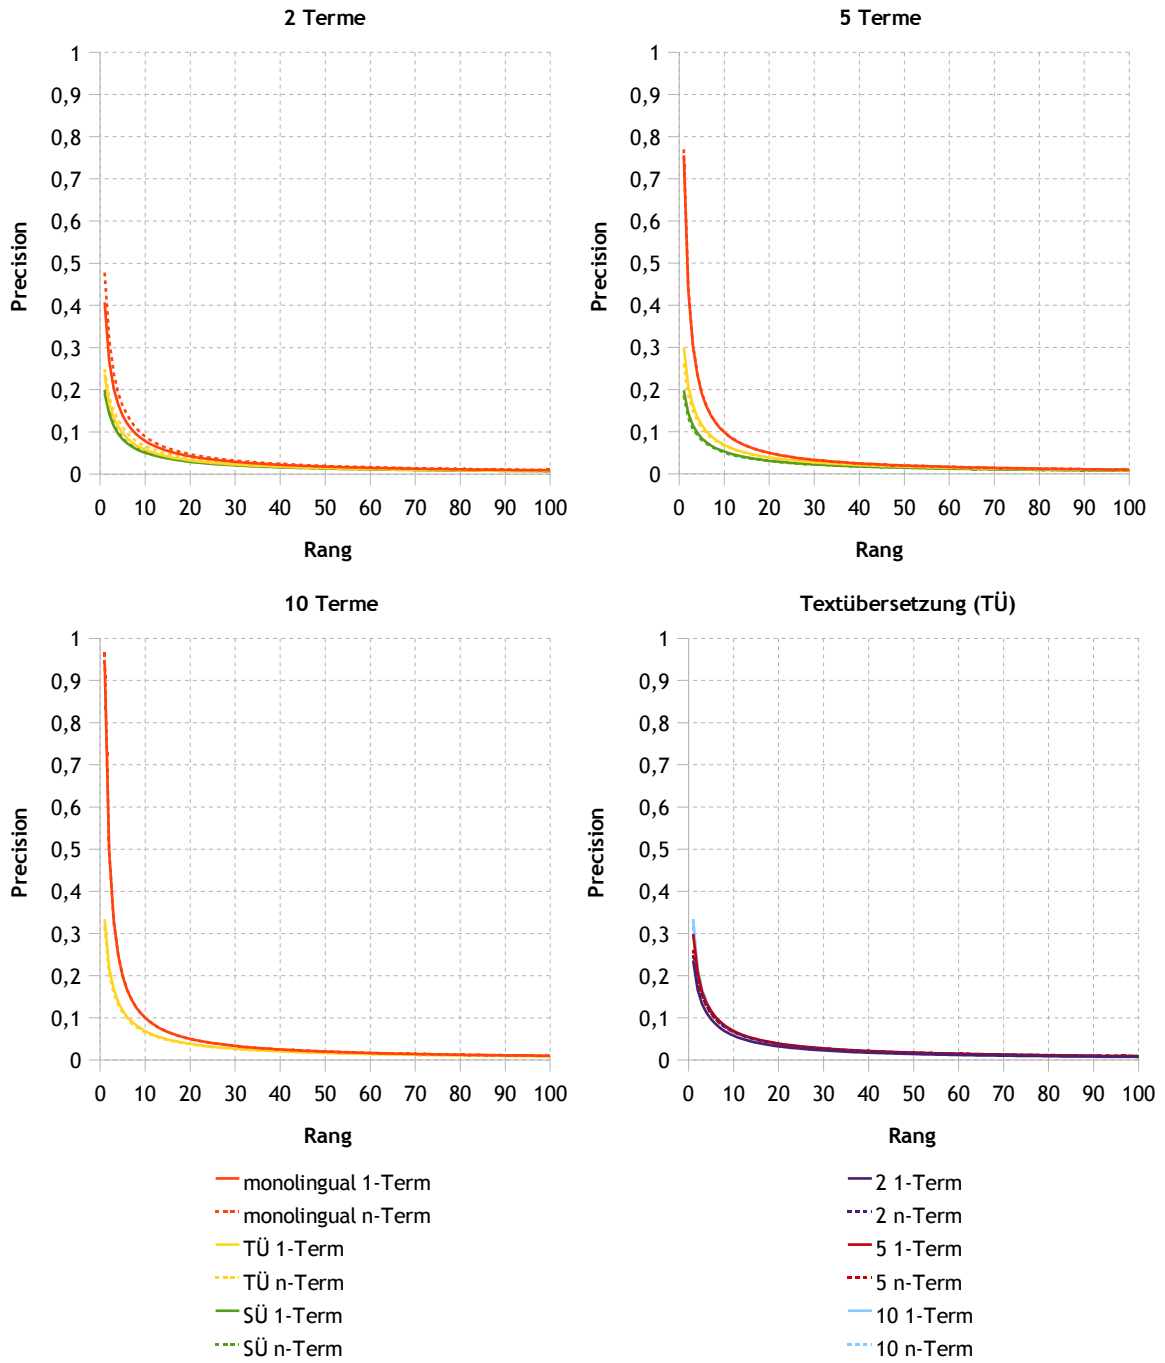 2 Terme
1
0,9
0,8
0,7
0,6
0,5
0,4
0,3
0,2
0,1
0
Precision
0 10 20 30 40 50 60 70 80 90 100
Rang
5 Terme
1
0,9
0,8
0,7
0,6
0,5
0,4
0,3
0,2
0,1
0
Precision
0 10 20 30 40 50 60 70 80 90 100
Rang
10 Terme
1
0,9
0,8
0,7
0,6
0,5
0,4
0,3
0,2
0,1
0
Precision
0 10 20 30 40 50 60 70 80 90 100
Rang
Textübersetzung (TÜ)
1
0,9
0,8
0,7
0,6
0,5
0,4
0,3
0,2
0,1
0
Precision
0 10 20 30 40 50 60 70 80 90 100
Rang
monolingual 1-Term
monolingual n-Term
TÜ 1-Term
TÜ n-Term
SÜ 1-Term
SÜ n-Term
2 1-Term
2 n-Term
5 1-Term
5 n-Term
10 1-Term
10 n-Term